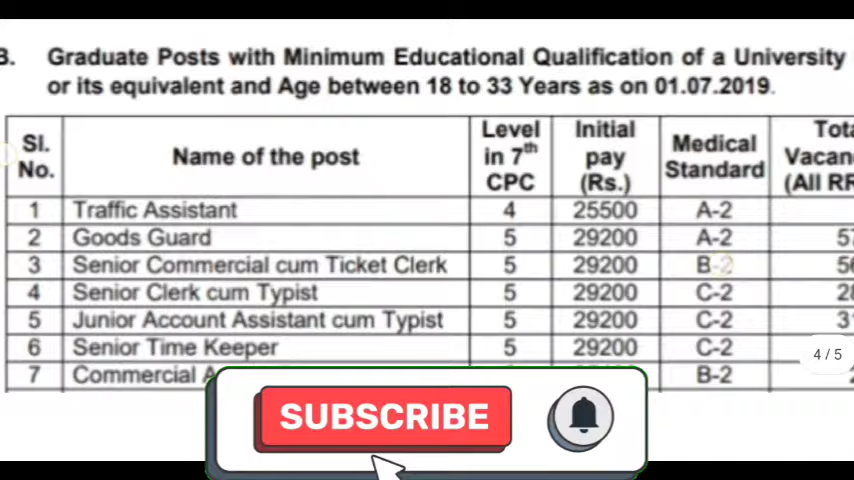 B. Graduate Posts with Minimum Educational Qualification of a University
or its equivalent and Age between 18 to 33 Years as on 01.07.2019.
Sl. No. Name of the post Level in 7th CPC Initial pay (Rs.) Medical Standard
1 Traffic Assistant 4 25500 A-2
2 Goods Guard 5 29200 A-2
3 Senior Commercial cum Ticket Clerk 5 29200 B-2
4 Senior Clerk cum Typist 5 29200 C-2
5 Junior Account Assistant cum Typist 5 29200 C-2
6 Senior Time Keeper 5 29200 C-2
7 Commercial B-2
4 / 5
SUBSCRIBE